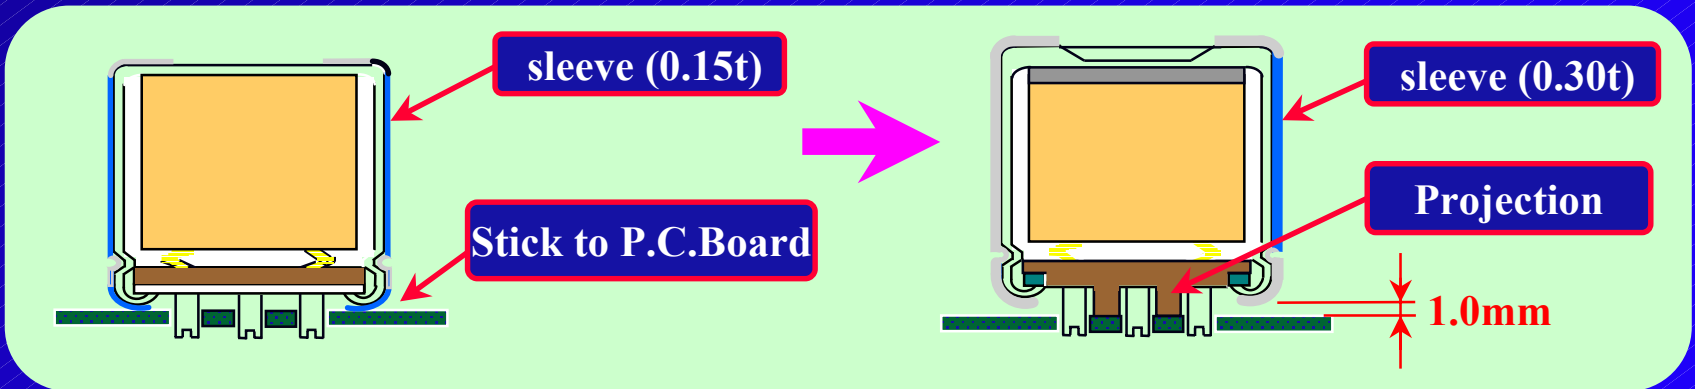 sleeve (0.15t)
Stick to P.C.Board
sleeve (0.30t)
Projection
1.0mm